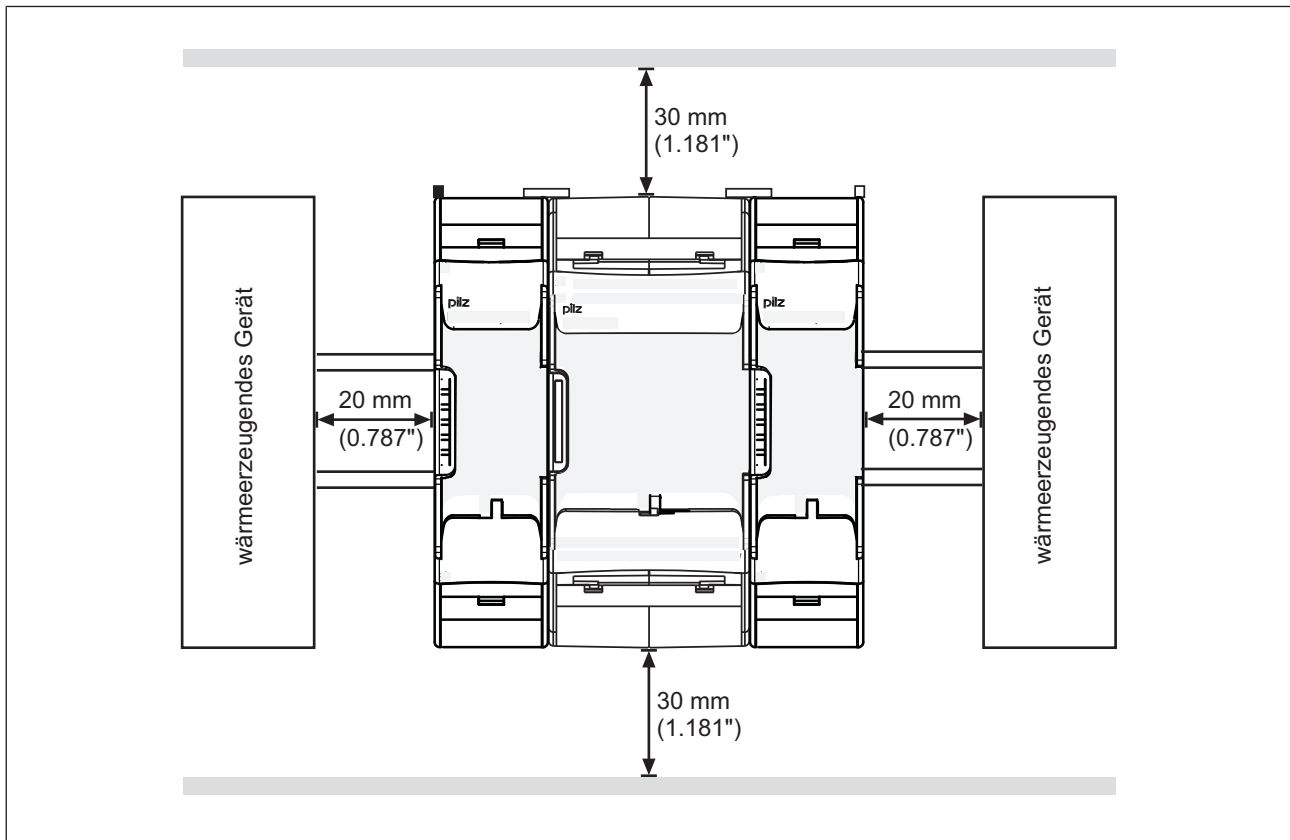 30 mm
(1.181")
wärmeerzeugendes Gerät
pilz
pilz
pilz
wärmeerzeugendes Gerät
20 mm
(0.787")
20 mm
(0.787")
30 mm
(1.181")